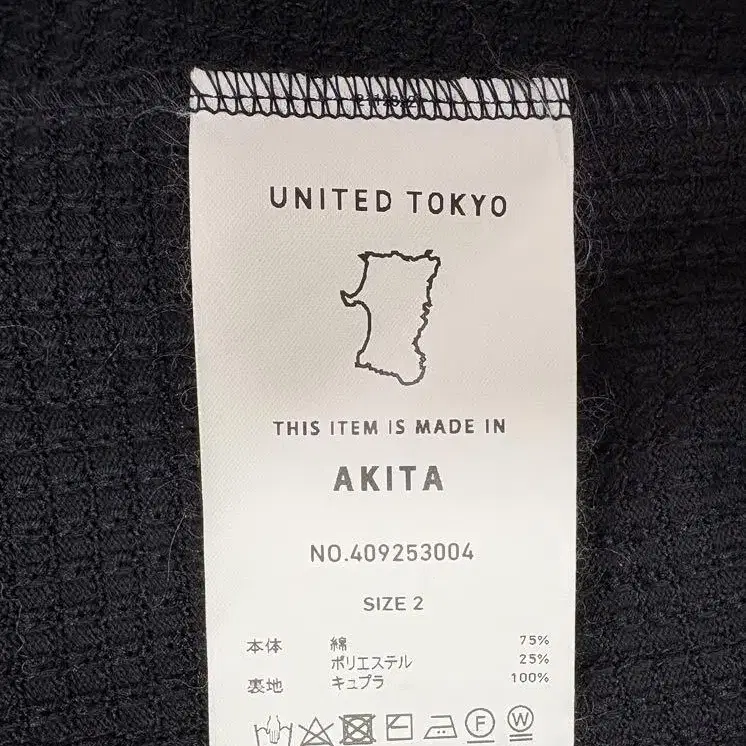 UNITED TOKYO
THIS ITEM IS MADE IN
AKITA
NO.409253004
SIZE 2
本体 綿 75%
ポリエステル 25%
裏地 キュプラ 100%
F W